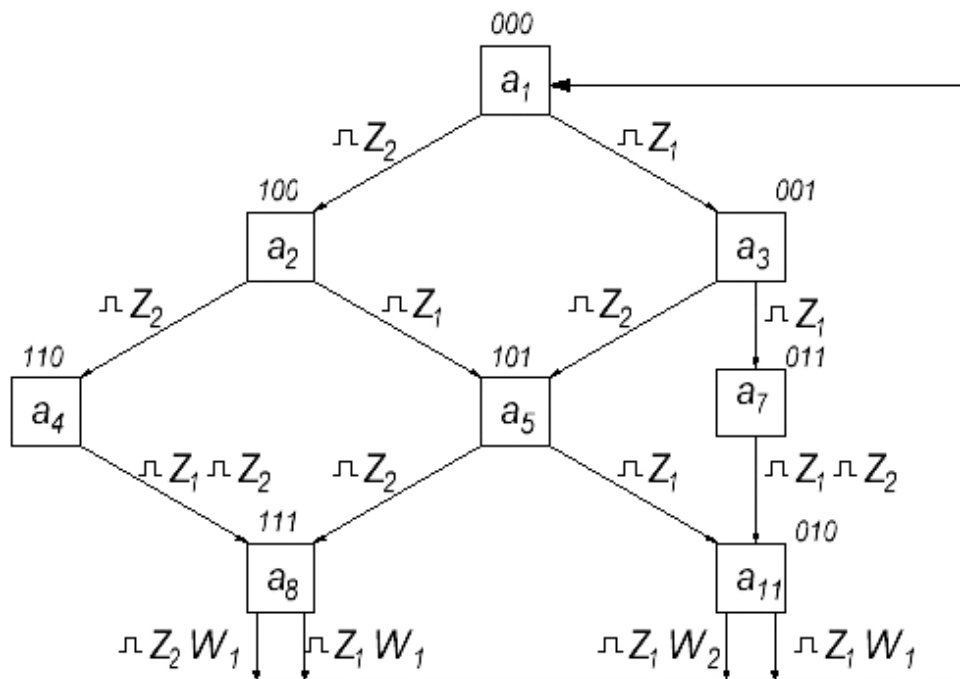 000
a₁
⎍ Z₂ ⎍ Z₁
100 001
a₂ a₃
⎍ Z₂ ⎍ Z₁ ⎍ Z₂ ⎍ Z₁
110 101 011
a₄ a₅ a₇
⎍ Z₁ ⎍ Z₂ ⎍ Z₂ ⎍ Z₁ ⎍ Z₁ ⎍ Z₂
111 010
a₈ a₁₁
⎍ Z₂ W₁ ⎍ Z₁ W₁ ⎍ Z₁ W₂ ⎍ Z₁ W₁